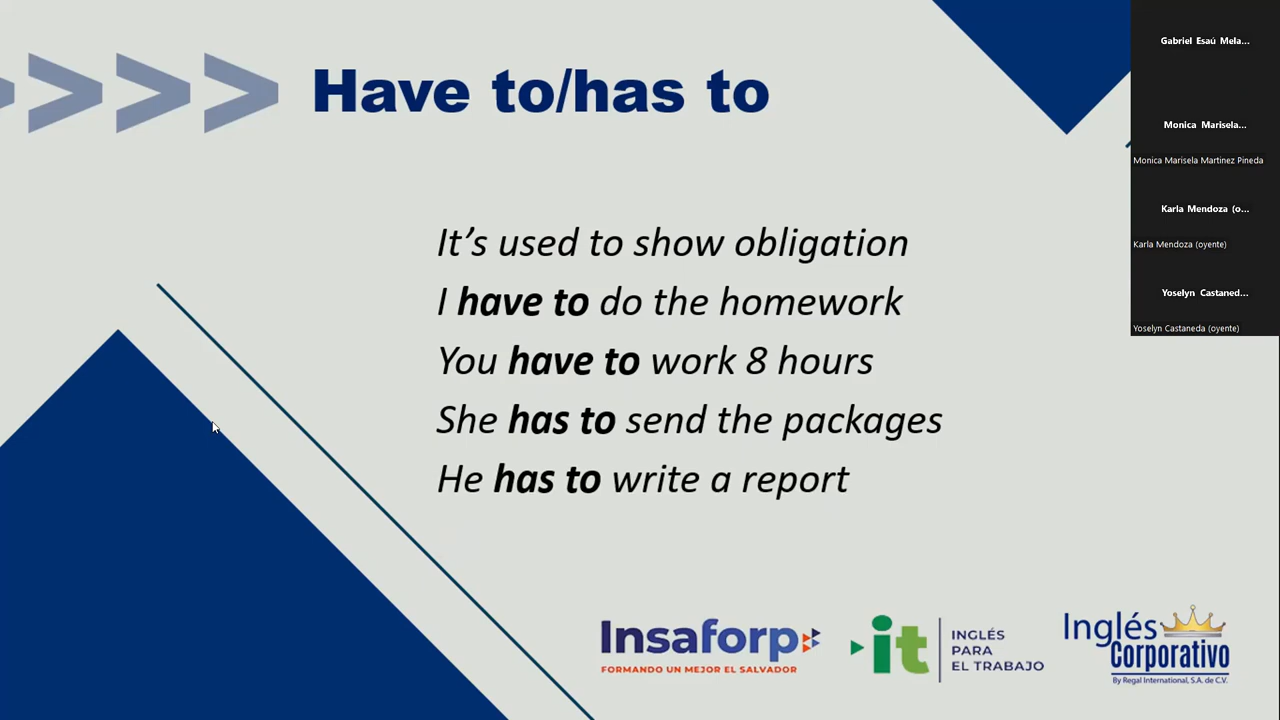 Have to/has to
It’s used to show obligation
I have to do the homework
You have to work 8 hours
She has to send the packages
He has to write a report
Insaforp
FORMANDO UN MEJOR EL SALVADOR
it
INGLÉS
PARA
EL TRABAJO
Inglés
Corporativo
By Regal International, S.A. de C.V.
Gabriel Esaú Mela...
Monica Marisela...
Monica Marisela Martinez Pineda
Karla Mendoza (o...
Karla Mendoza (oyente)
Yoselyn Castaned...
Yoselyn Castaneda (oyente)